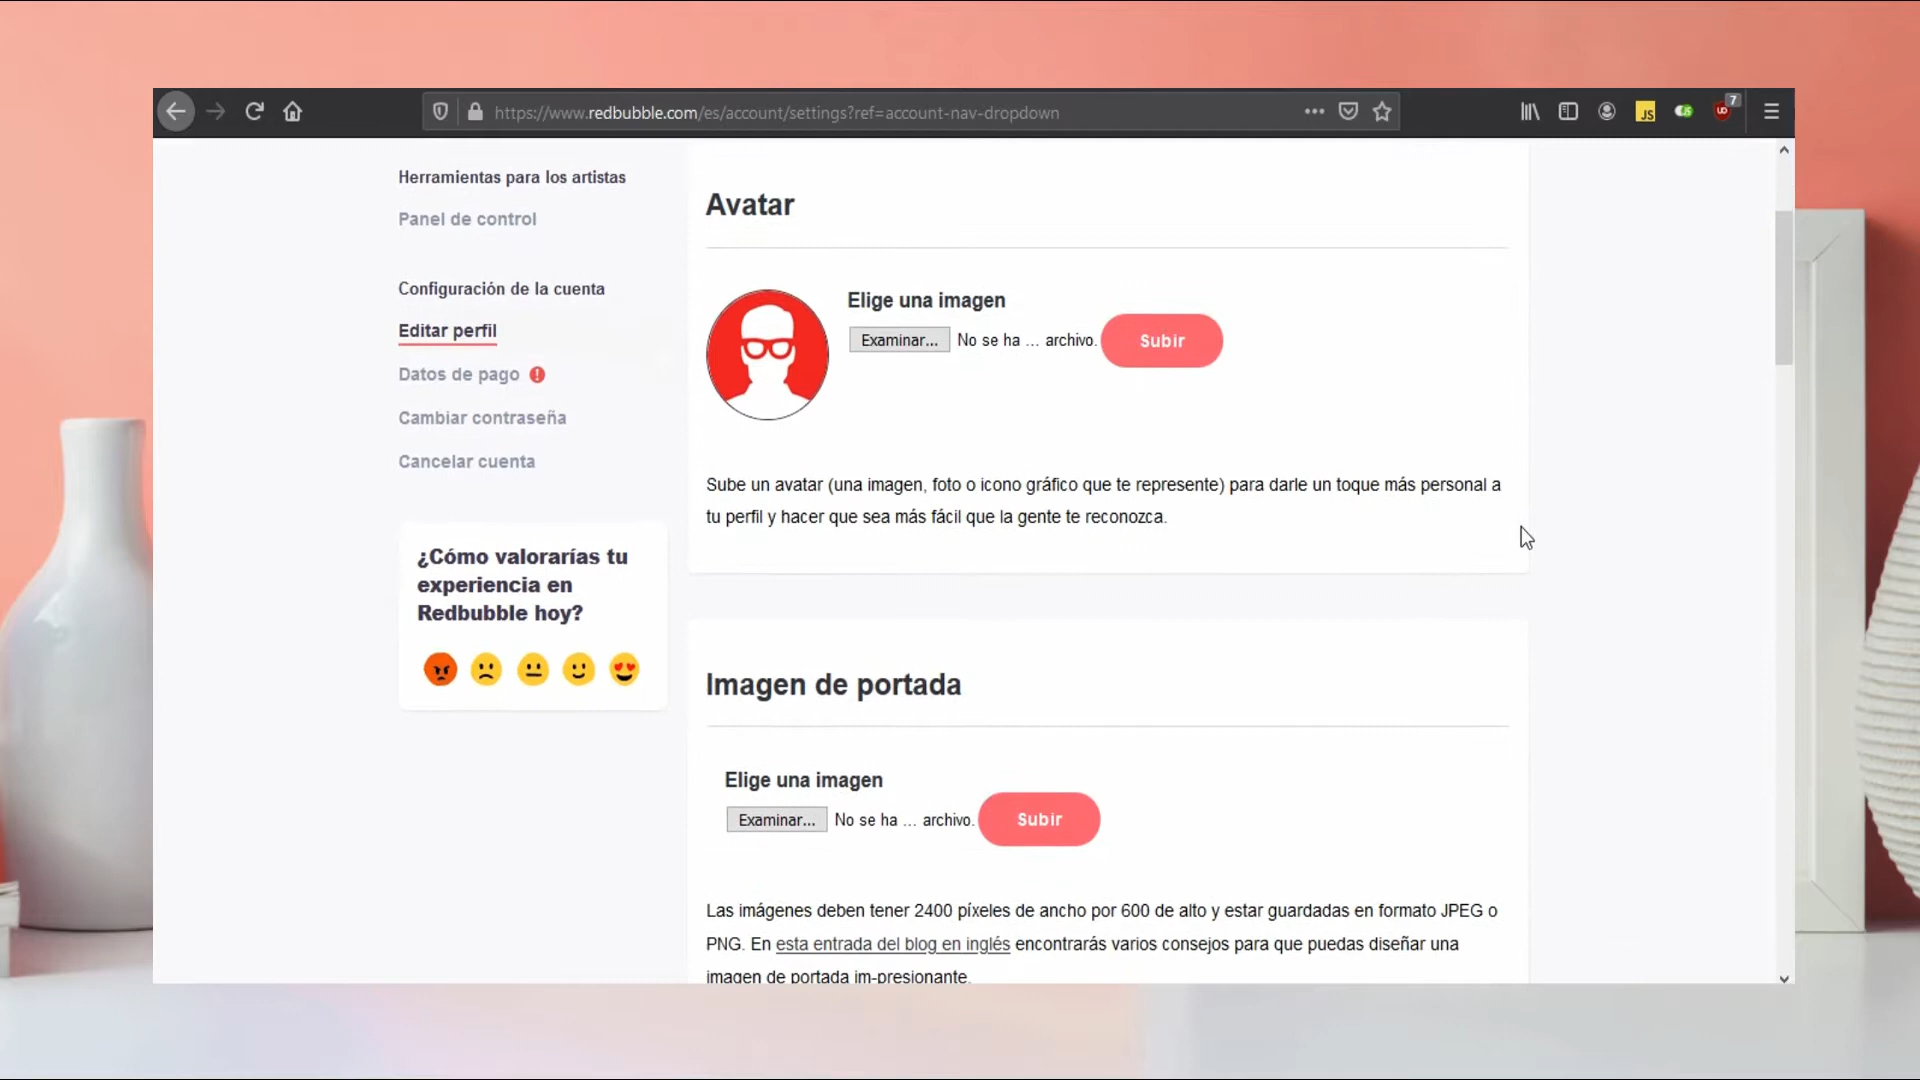 https://www.redbubble.com/es/account/settings?ref=account-nav-dropdown
JS
5
UO
7
Herramientas para los artistas
Panel de control
Configuración de la cuenta
Editar perfil
Datos de pago
Cambiar contraseña
Cancelar cuenta
¿Cómo valorarías tu
experiencia en
Redbubble hoy?
Avatar
Elige una imagen
Examinar... No se ha ... archivo. Subir
Sube un avatar (una imagen, foto o icono gráfico que te represente) para darle un toque más personal a
tu perfil y hacer que sea más fácil que la gente te reconozca.
Imagen de portada
Elige una imagen
Examinar... No se ha ... archivo. Subir
Las imágenes deben tener 2400 píxeles de ancho por 600 de alto y estar guardadas en formato JPEG o
PNG. En esta entrada del blog en inglés encontrarás varios consejos para que puedas diseñar una
imagen de portada im-presionante.